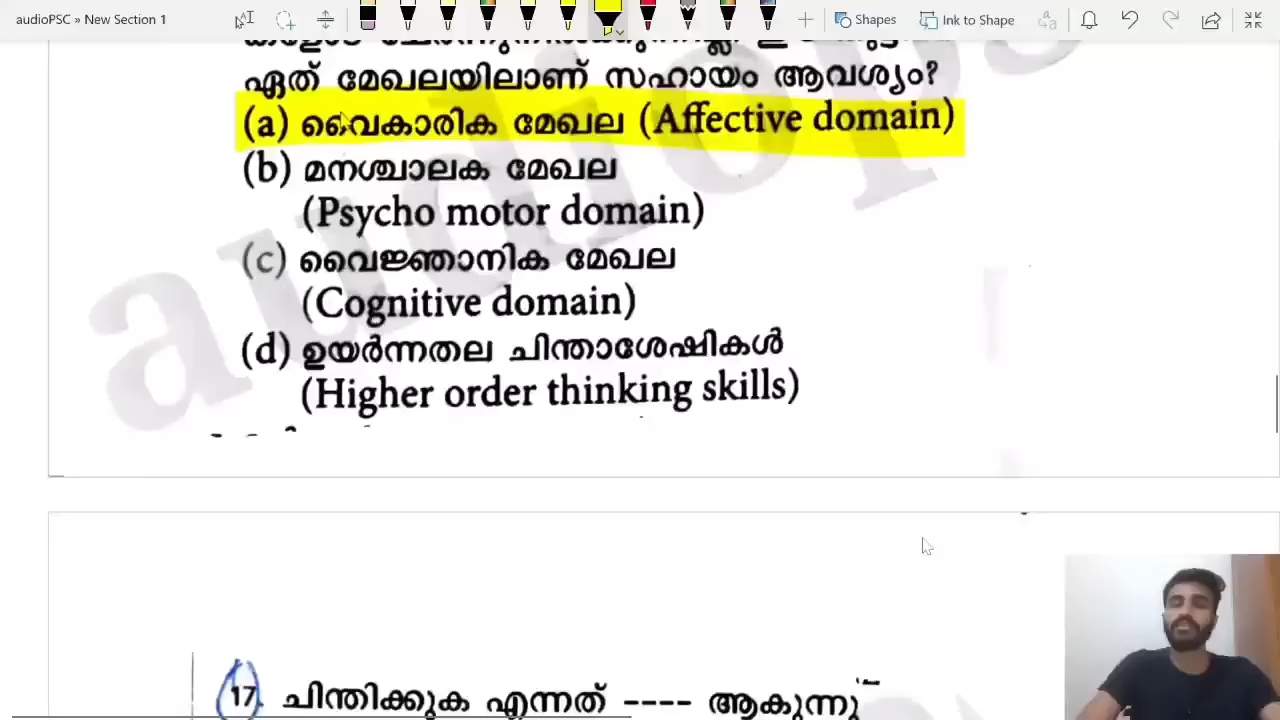 audioPSC » New Section 1
Shapes
Ink to Shape
ഏത് മേഖലയിലാണ് സഹായം ആവശ്യം?
(a) വൈകാരിക മേഖല (Affective domain)
(b) മനശ്ചാലക മേഖല
(Psycho motor domain)
(c) വൈജ്ഞാനിക മേഖല
(Cognitive domain)
(d) ഉയർന്നതല ചിന്താശേഷികൾ
(Higher order thinking skills)
17 ചിന്തിക്കുക എന്നത് ---- ആകുന്നു